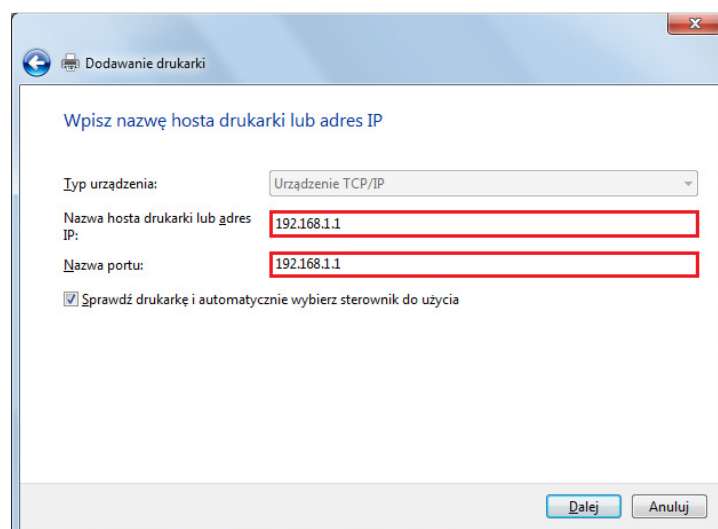 Dodawanie drukarki
Wpisz nazwę hosta drukarki lub adres IP
Typ urządzenia: Urządzenie TCP/IP
Nazwa hosta drukarki lub adres
IP: 192.168.1.1
Nazwa portu: 192.168.1.1
Sprawdź drukarkę i automatycznie wybierz sterownik do użycia
Dalej Anuluj